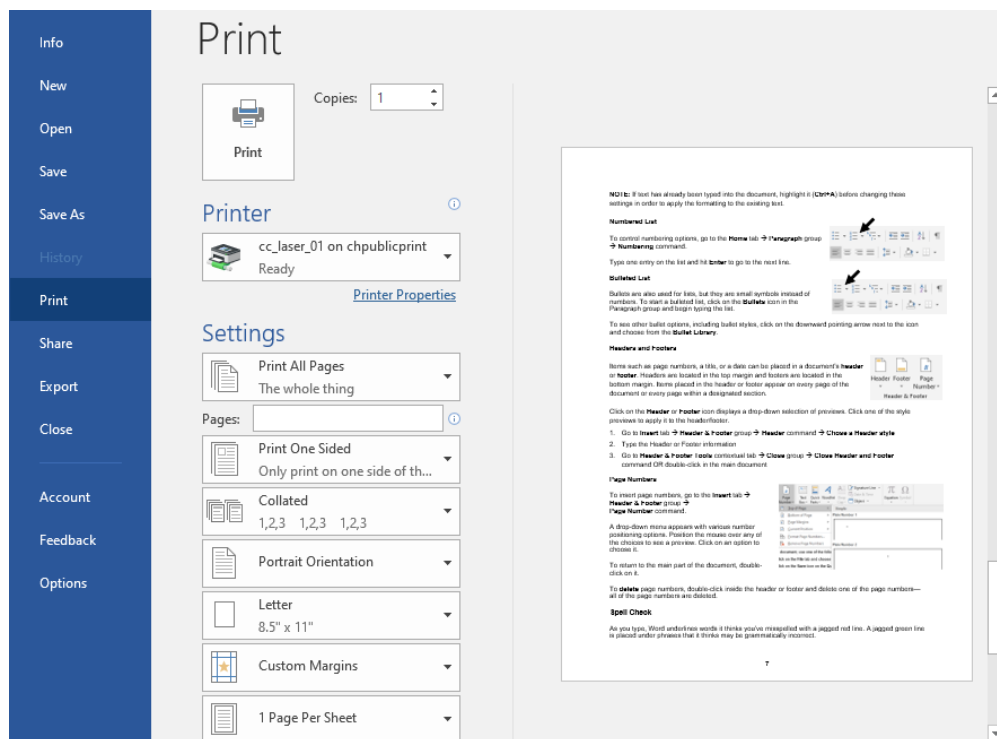 Info
New
Open
Save
Save As
History
Print
Share
Export
Close
Account
Feedback
Options
Print
Print
Copies: 1
Printer
cc_laser_01 on chpublicprint
Ready
Printer Properties
Settings
Print All Pages
The whole thing
Pages:
Print One Sided
Only print on one side of th...
Collated
1,2,3 1,2,3 1,2,3
Portrait Orientation
Letter
8.5" x 11"
Custom Margins
1 Page Per Sheet
NOTE: If text has already been typed into the document, highlight it (Ctrl+A) before changing these
settings in order to apply the formatting to the existing text.
Numbered List
To control numbering options, go to the Home tab → Paragraph group
→ Numbering command.
Type one entry on the list and hit Enter to go to the next line.
Bulleted List
Bullets are also used for lists, but they are small symbols instead of
numbers. To start a bulleted list, click on the Bullets icon in the
Paragraph group and begin typing the list.
To see other bullet options, including bullet styles, click on the downward pointing arrow next to the icon
and choose from the Bullet Library.
Headers and Footers
Items such as page numbers, a title, or a date can be placed in a document's header
or footer. Headers are located in the top margin and footers are located in the
bottom margin. Items placed in the header or footer appear on every page of the
document or every page within a designated section.
Header Footer Page
Number
Header & Footer
Click on the Header or Footer icon displays a drop-down selection of previews. Click one of the style
previews to apply it to the header/footer.
1. Go to Insert tab → Header & Footer group → Header command → Chose a Header style
2. Type the Header or Footer information
3. Go to Header & Footer Tools contextual tab → Close group → Close Header and Footer
command OR double-click in the main document
Page Numbers
To insert page numbers, go to the Insert tab →
Header & Footer group →
Page Number command.
A drop-down menu appears with various number
positioning options. Position the mouse over any of
the choices to see a preview. Click on an option to
choose it.
To return to the main part of the document, double-
click on it.
To delete page numbers, double-click inside the header or footer and delete one of the page numbers—
all of the page numbers are deleted.
Spell Check
As you type, Word underlines words it thinks you've misspelled with a jagged red line. A jagged green line
is placed under phrases that it thinks may be grammatically incorrect.
7